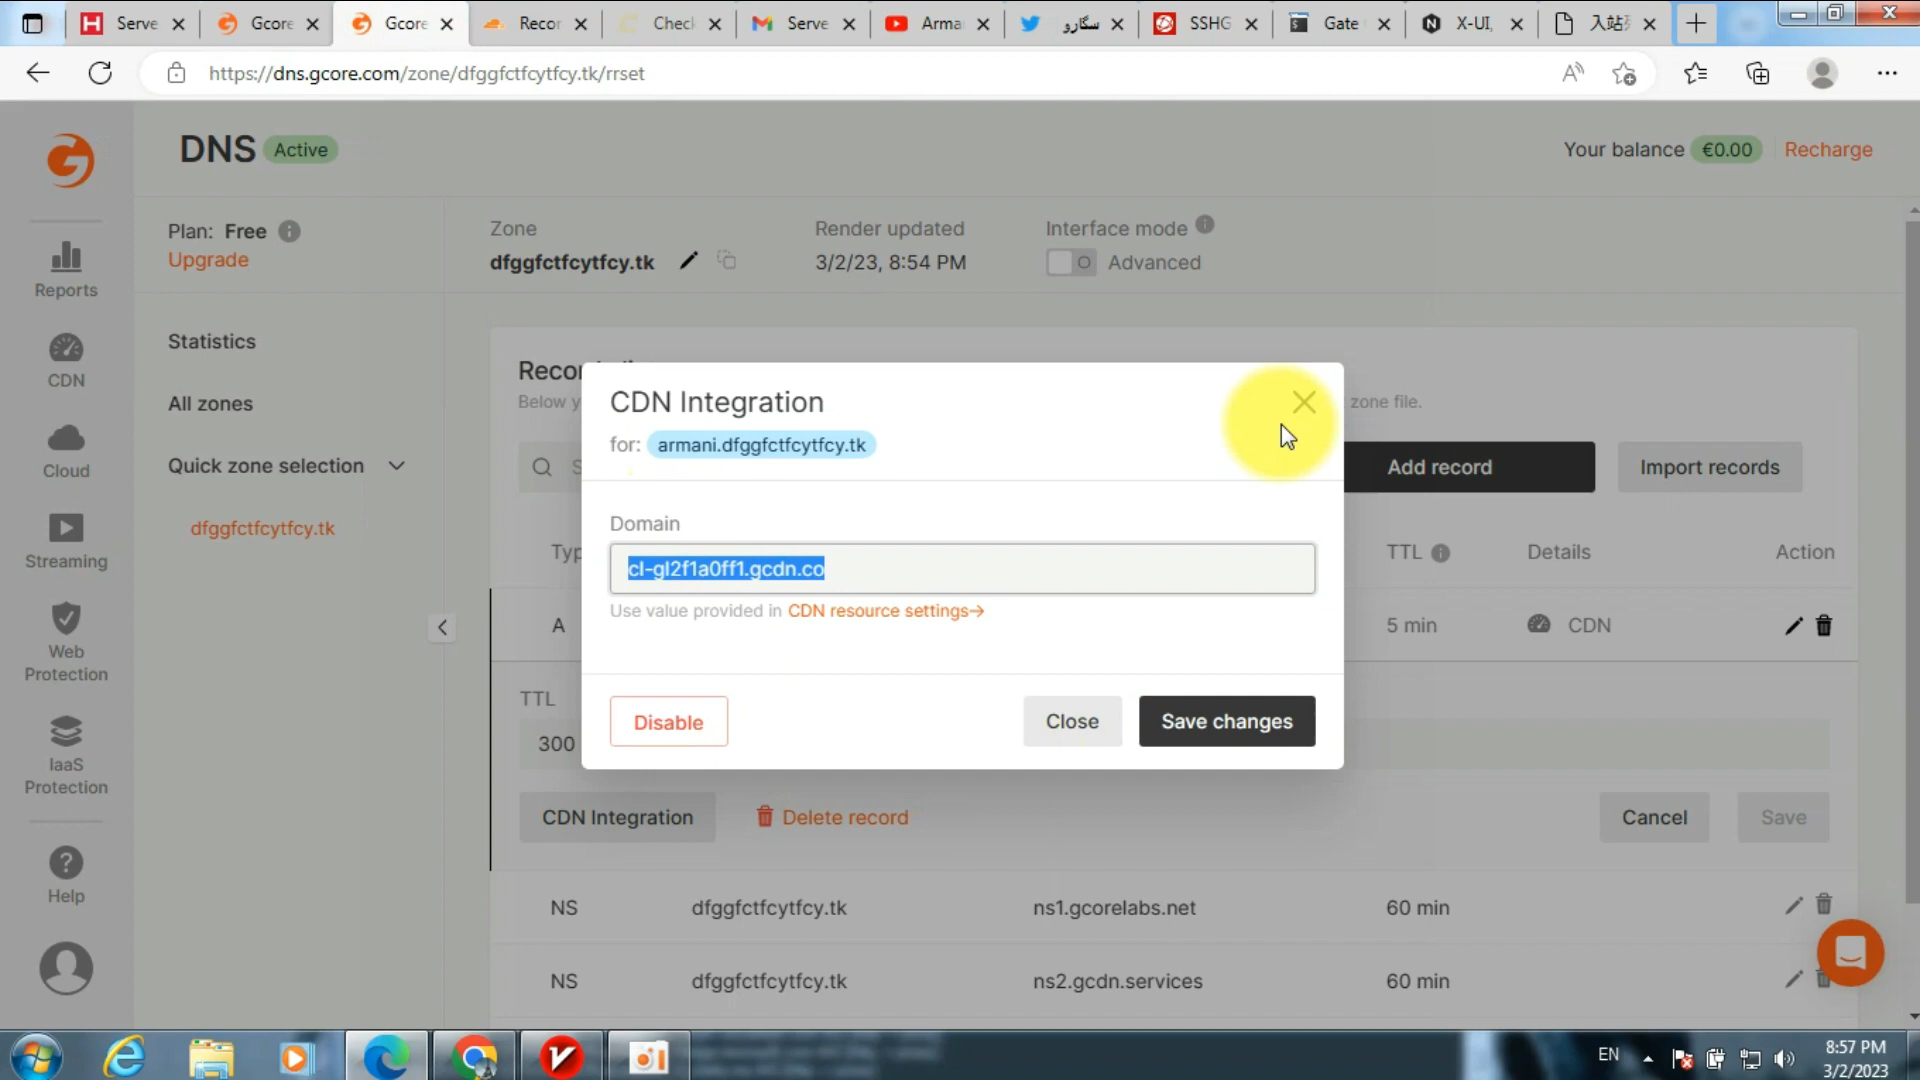 Serve
Gcore
Gcore
Recor
Check
Serve
Arma
سگارو
SSHG
Gate
X-UI,
入站
https://dns.gcore.com/zone/dfggfctfcytfcy.tk/rrset
DNS Active
Your balance €0.00 Recharge
Plan: Free
Upgrade
Zone
dfggfctfcytfcy.tk
Render updated
3/2/23, 8:54 PM
Interface mode
Advanced
Reports
CDN
Cloud
Streaming
Web
Protection
IaaS
Protection
Help
Statistics
All zones
Quick zone selection
dfggfctfcytfcy.tk
Below y
zone file.
Add record
Import records
TTL Details Action
A 5 min CDN
TTL
300
CDN Integration
for: armani.dfggfctfcytfcy.tk
Domain
cl-gl2f1a0ff1.gcdn.co
Use value provided in CDN resource settings→
Disable Close Save changes
CDN Integration Delete record Cancel Save
NS dfggfctfcytfcy.tk ns1.gcorelabs.net 60 min
NS dfggfctfcytfcy.tk ns2.gcdn.services 60 min
EN
8:57 PM
3/2/2023